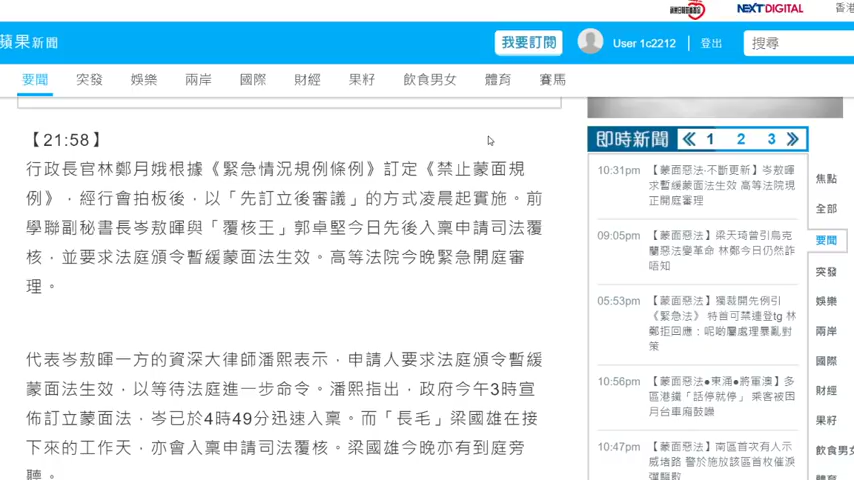 NEXT DIGITAL
香港
蘋果新聞
我要訂閱
User 1c2212
登出
搜尋
要聞 突發 娛樂 兩岸 國際 財經 果籽 飲食男女 體育 賽馬
【21:58】
行政長官林鄭月娥根據《緊急情況規例條例》訂定《禁止蒙面規
例》，經行會拍板後，以「先訂立後審議」的方式凌晨起實施。前
學聯副秘書長岑敖暉與「覆核王」郭卓堅今日先後入稟申請司法覆
核，並要求法庭頒令暫緩蒙面法生效。高等法院今晚緊急開庭審
理。
代表岑敖暉一方的資深大律師潘熙表示，申請人要求法庭頒令暫緩
蒙面法生效，以等待法庭進一步命令。潘熙指出，政府今午3時宣
佈訂立蒙面法，岑已於4時49分迅速入稟。而「長毛」梁國雄在接
下來的工作天，亦會入稟申請司法覆核。梁國雄今晚亦有到庭旁
聽。
即時新聞 1 2 3
10:31pm 【蒙面惡法‧不斷更新】岑敖暉
求暫緩蒙面法生效 高等法院現
正開庭審理
09:05pm 【蒙面惡法】梁天琦曾引烏克
蘭惡法變革命 林鄭今日仍然詐
唔知
05:53pm 【蒙面惡法】獨裁開先例引
《緊急法》 特首可禁連登tg 林
鄭拒回應：呢啲屬處理暴亂對
策
10:56pm 【蒙面惡法●東涌●將軍澳】多
區港鐵「話停就停」 乘客被困
月台車廂鼓譟
10:47pm 【蒙面惡法】南區首次有人示
威堵路 警於施放該區首枚催淚
彈驅散
焦點
全部
要聞
突發
娛樂
兩岸
國際
財經
果籽
飲食男女
體育